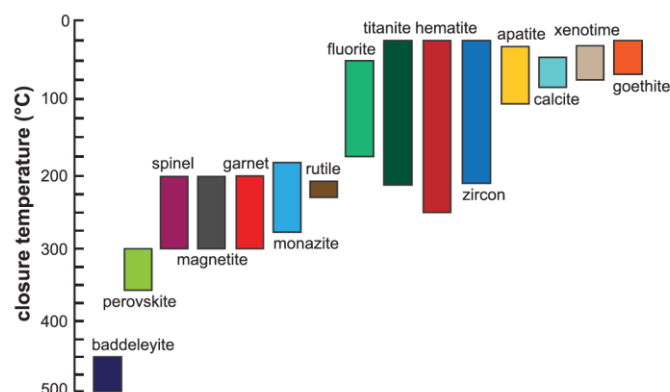 closure temperature (°C)
0
100
200
300
400
500
titanite hematite
xenotime
apatite
fluorite
calcite
goethite
spinel
garnet
rutile
zircon
monazite
magnetite
perovskite
baddeleyite